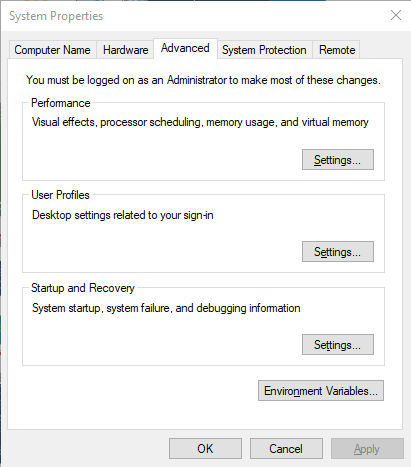 System Properties
Computer Name Hardware Advanced System Protection Remote
You must be logged on as an Administrator to make most of these changes.
Performance
Visual effects, processor scheduling, memory usage, and virtual memory
Settings...
User Profiles
Desktop settings related to your sign-in
Settings...
Startup and Recovery
System startup, system failure, and debugging information
Settings...
Environment Variables...
OK Cancel Apply